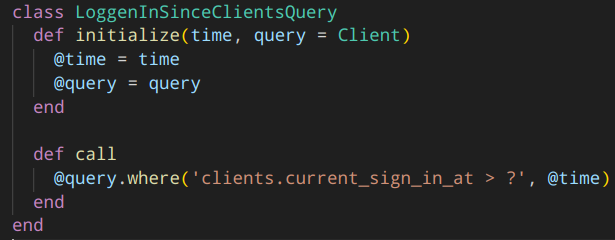 class LoggenInSinceClientsQuery
  def initialize(time, query = Client)
    @time = time
    @query = query
  end

  def call
    @query.where('clients.current_sign_in_at > ?', @time)
  end
end